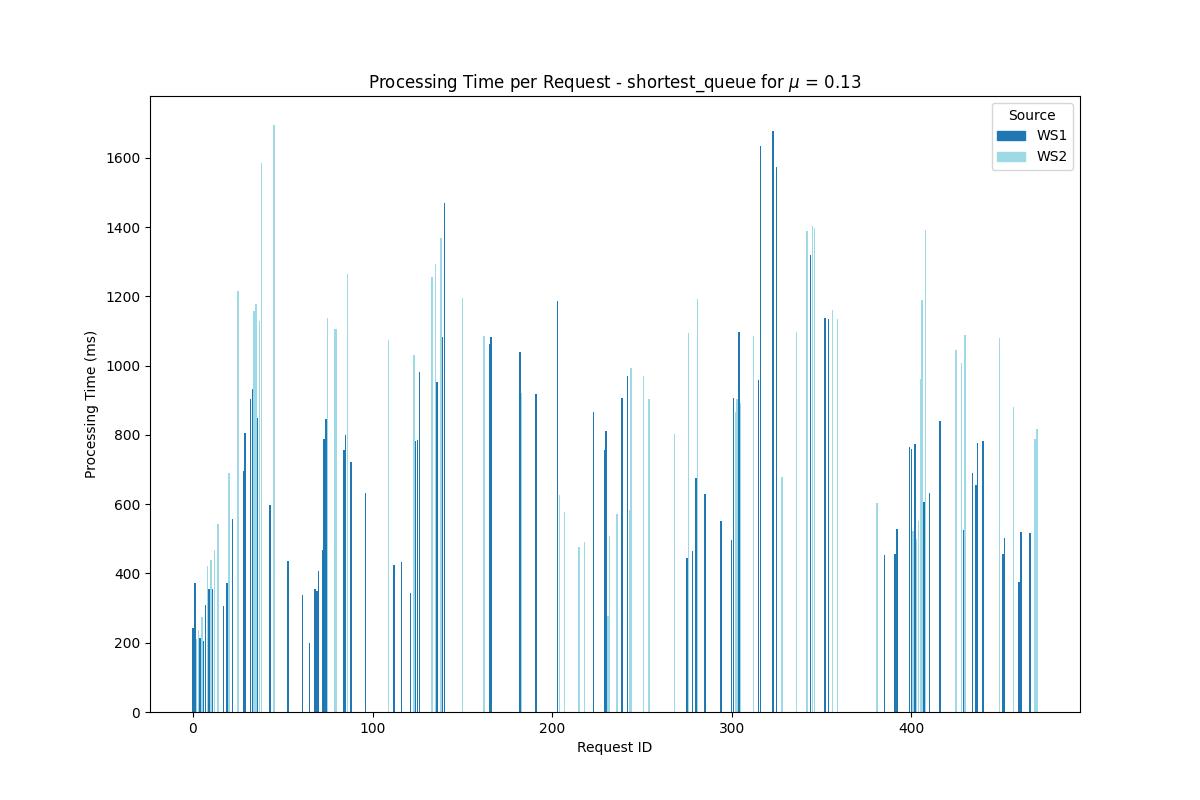 Processing Time per Request - shortest_queue for μ = 0.13
Source
WS1
WS2
Processing Time (ms)
1600
1400
1200
1000
800
600
400
200
0
0 100 200 300 400
Request ID